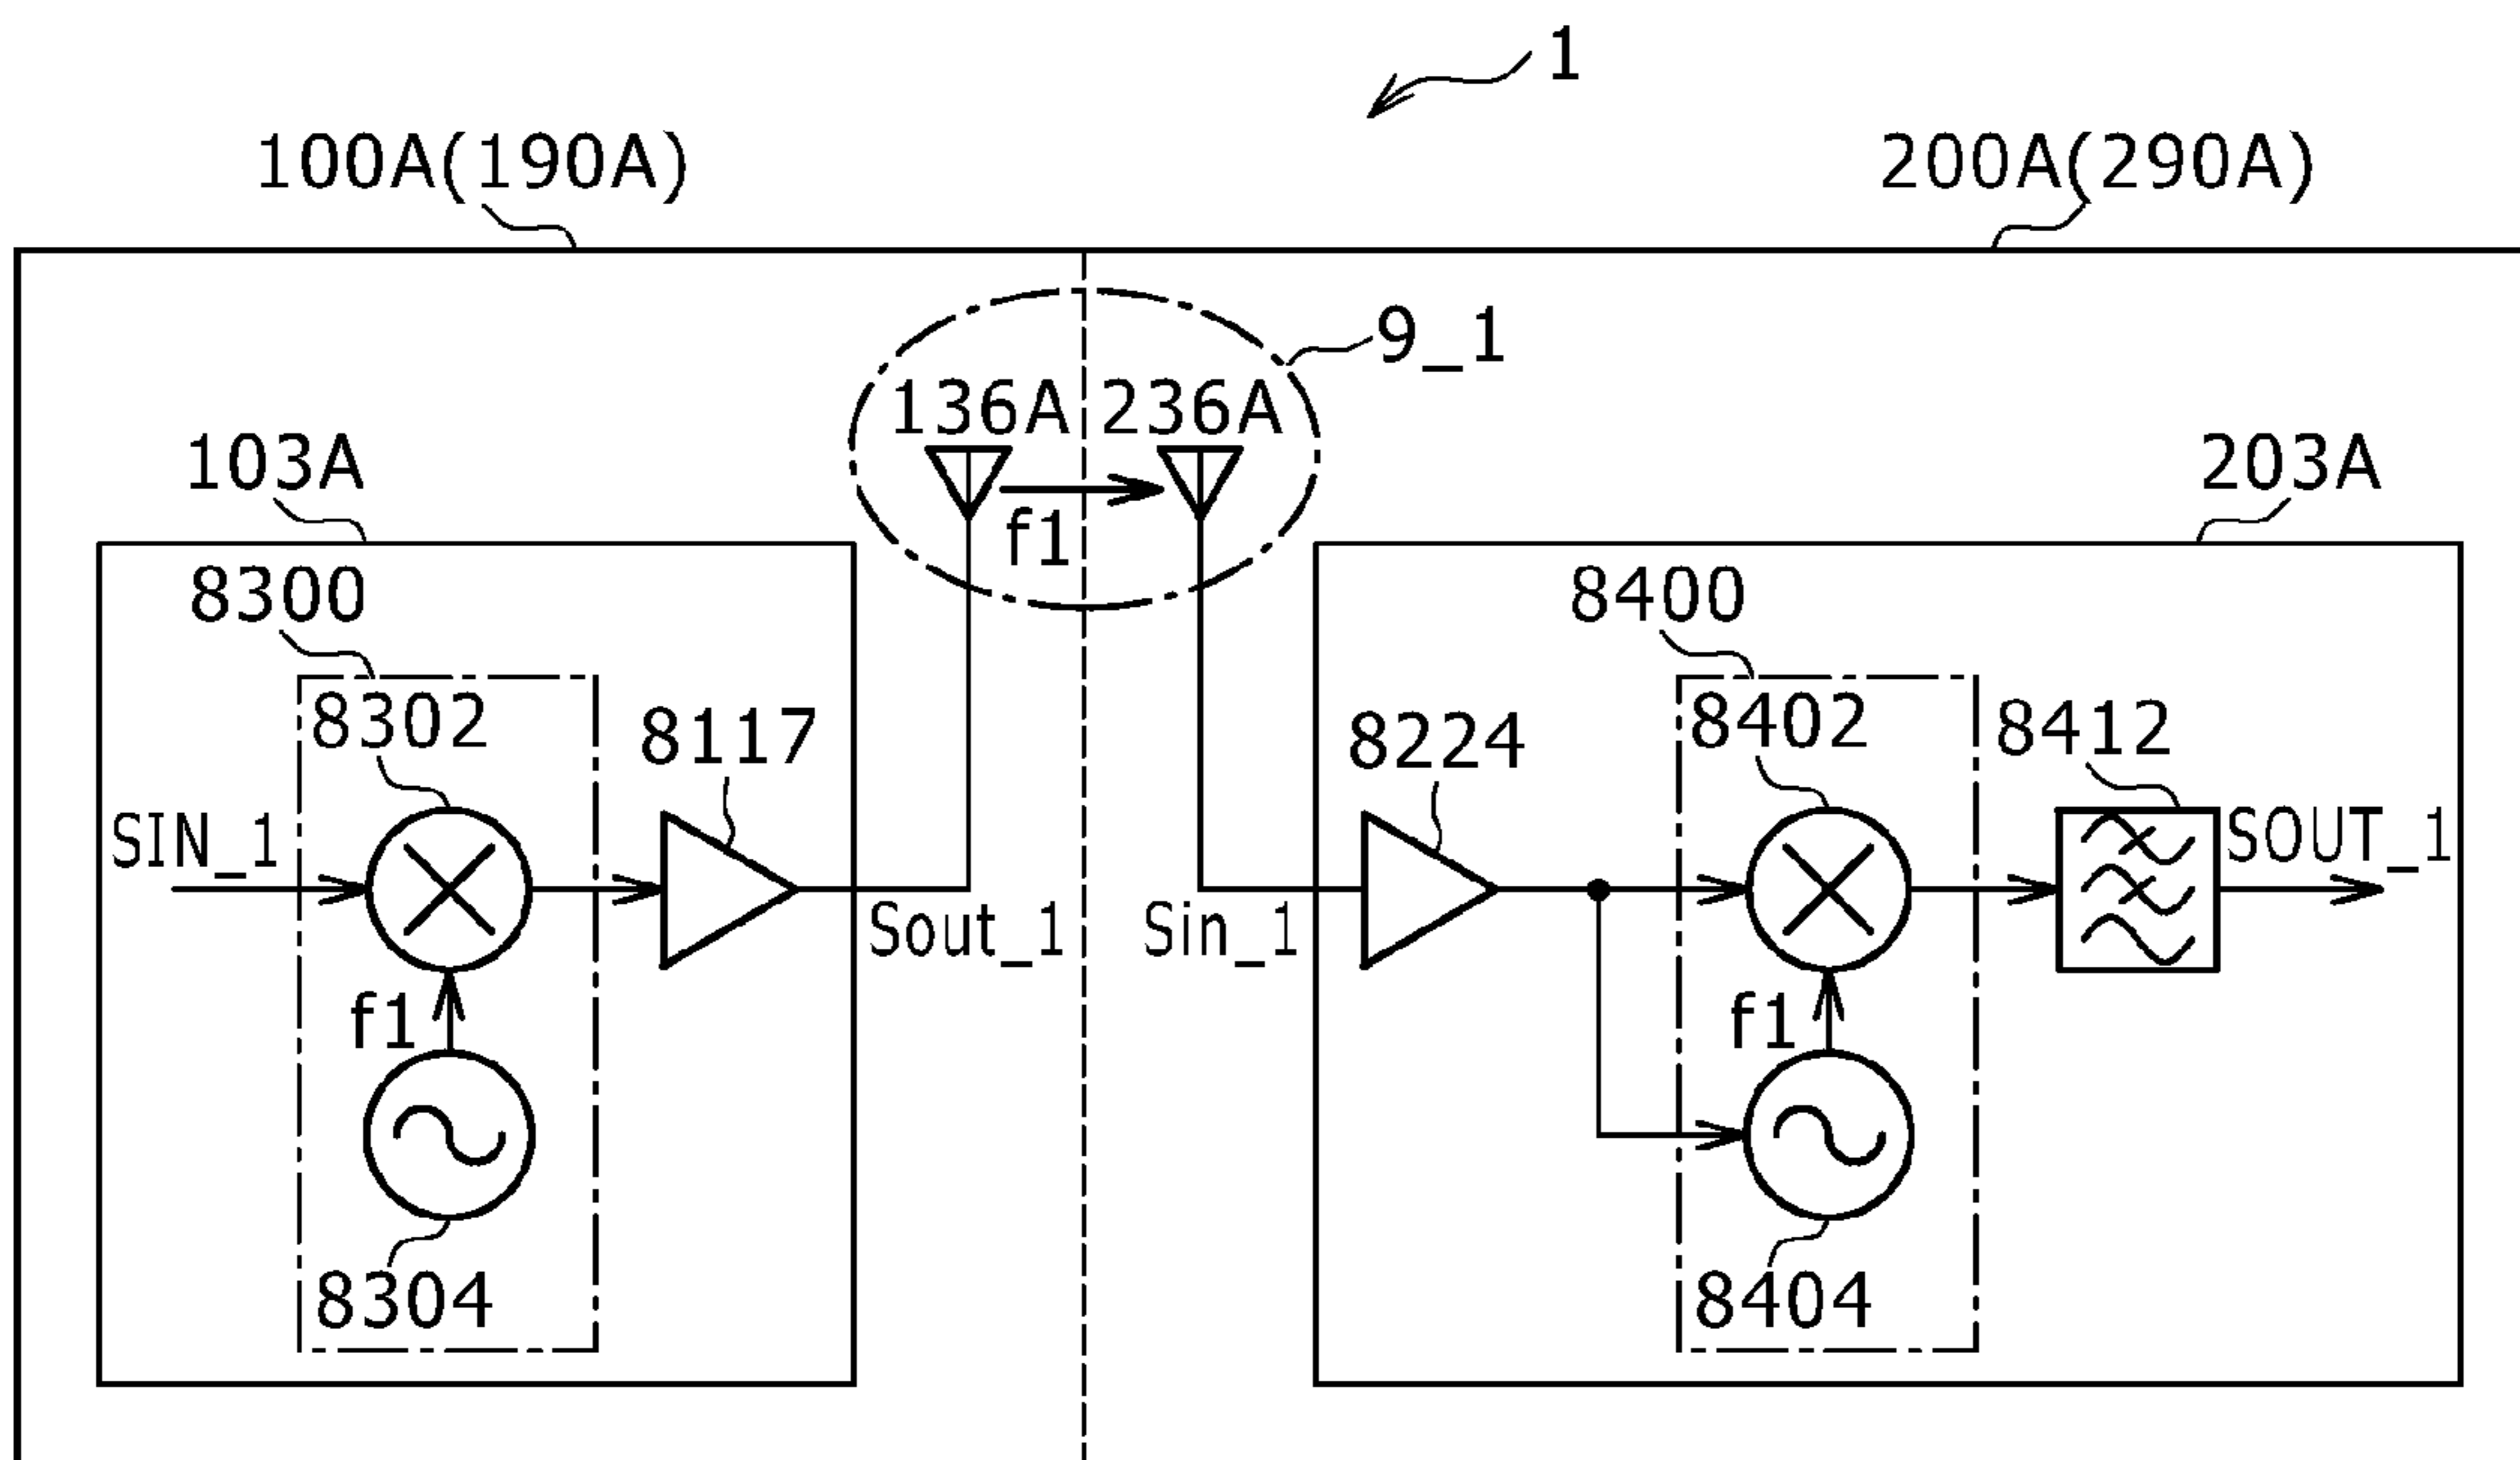 1
100A(190A)
200A(290A)
9_1
136A
236A
103A
203A
f1
8300
8400
8302
8117
8224
8402
8412
SIN_1
SOUT_1
Sout_1
Sin_1
f1
f1
8304
8404